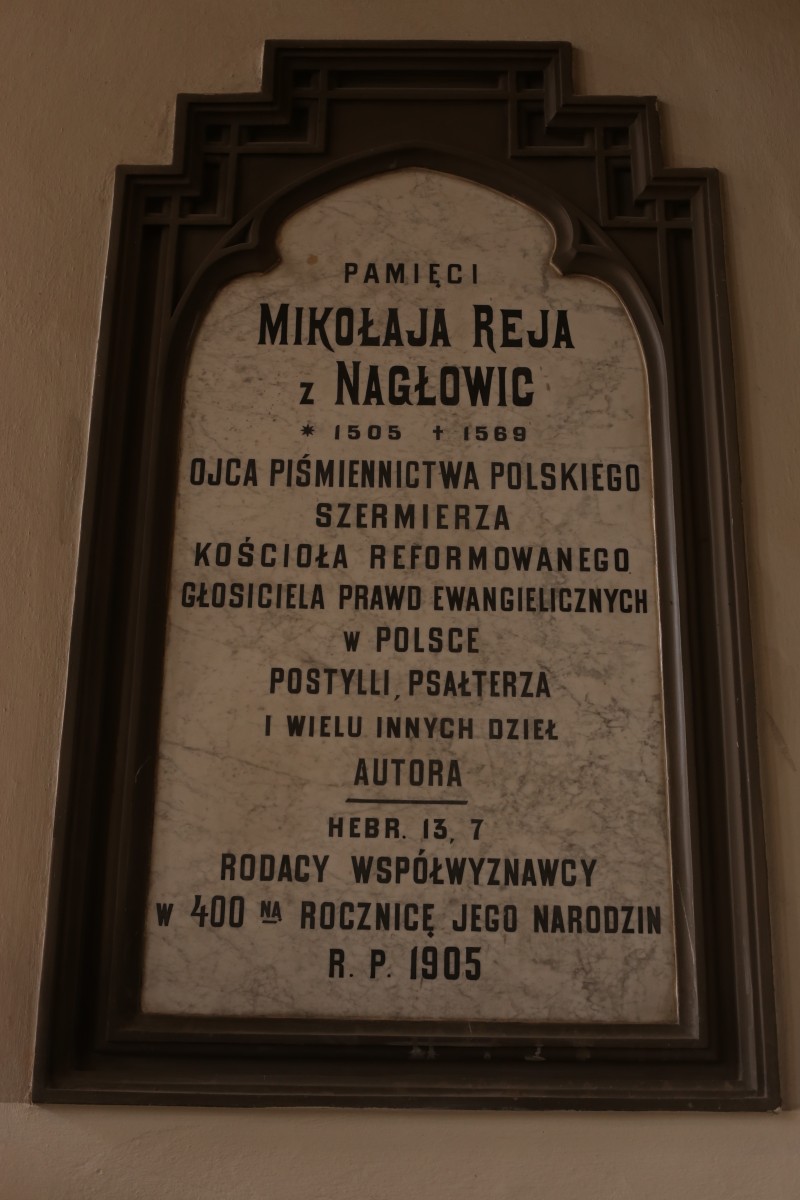 PAMIĘCI
MIKOŁAJA REJA
z NAGŁOWIC
* 1505 † 1569
OJCA PIŚMIENNICTWA POLSKIEGO
SZERMIERZA
KOŚCIOŁA REFORMOWANEGO
GŁOSICIELA PRAWD EWANGIELICZNYCH
w POLSCE
POSTYLLI, PSAŁTERZA
I WIELU INNYCH DZIEŁ
AUTORA
HEBR. 13, 7
RODACY WSPÓŁWYZNAWCY
w 400 NA ROCZNICĘ JEGO NARODZIN
R. P. 1905